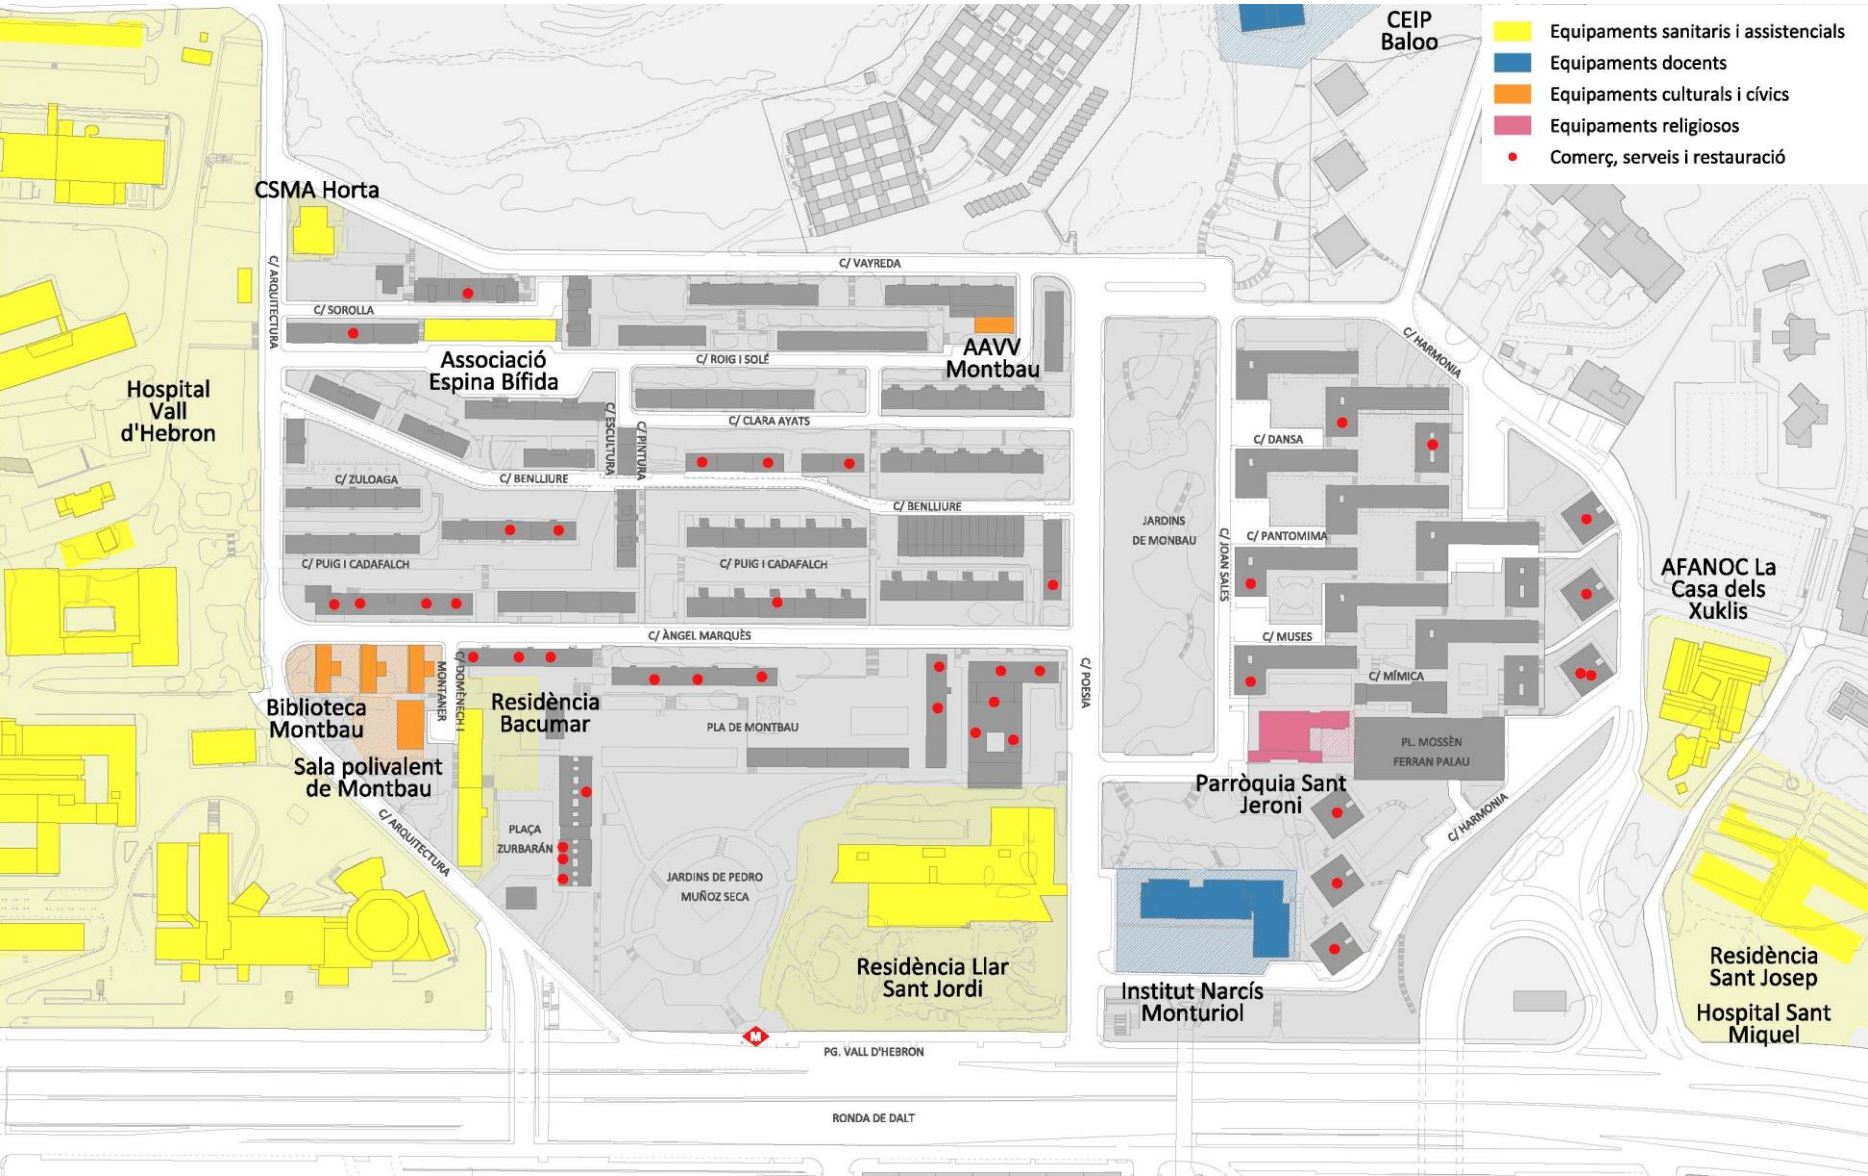 CEIP
Baloo
Equipaments sanitaris i assistencials
Equipaments docents
Equipaments culturals i cívics
Equipaments religiosos
Comerç, serveis i restauració
CSMA Horta
C/ VAYREDA
C/ ARQUITECTURA
C/ SOROLLA
Associació
Espina Bífida
C/ ROIG I SOLÉ
AAVV
Montbau
C/ HARMONIA
Hospital
Vall
d'Hebron
C/ ESCULTURA
C/ PINTURA
C/ CLARA AYATS
C/ DANSA
C/ ZULOAGA
C/ BENLLIURE
C/ BENLLIURE
JARDINS
DE MONBAU
C/ JOAN SALES
C/ PANTOMIMA
C/ PUIG I CADAFALCH
C/ PUIG I CADAFALCH
AFANOC La
Casa dels
Xuklis
C/ ÀNGEL MARQUÈS
C/ MUSES
C/ MÍMICA
C/ POESIA
C/ DOMÈNECH I
MONTANER
Biblioteca
Montbau
Residència
Bacumar
PLA DE MONTBAU
PL. MOSSÈN
FERRAN PALAU
Sala polivalent
de Montbau
Parròquia Sant
Jeroni
C/ ARQUITECTURA
PLAÇA
ZURBARÁN
C/ HARMONIA
JARDINS DE PEDRO
MUÑOZ SECA
Residència Llar
Sant Jordi
Institut Narcís
Monturiol
Residència
Sant Josep
Hospital Sant
Miquel
M
PG. VALL D'HEBRON
RONDA DE DALT